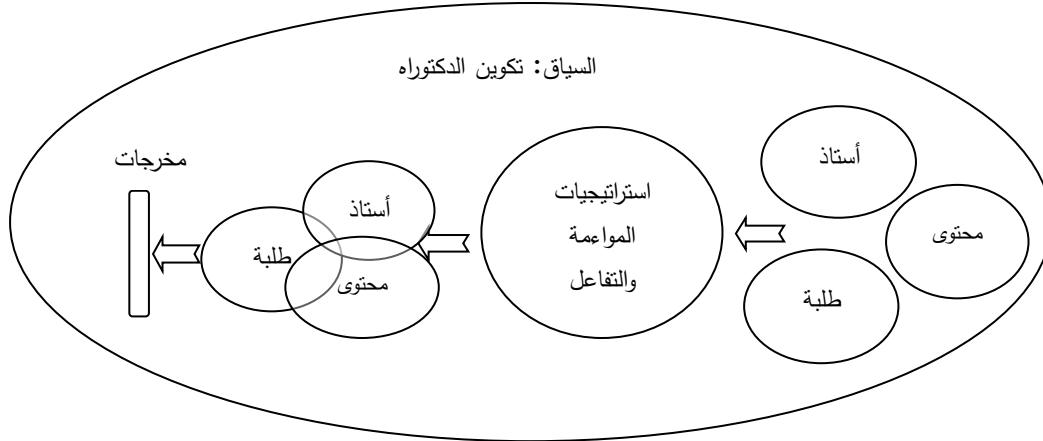 السياق: تكوين الدكتوراه
أستاذ
محتوى
طلبة
استراتيجيات
المواءمة
والتفاعل
أستاذ
طلبة
محتوى
مخرجات